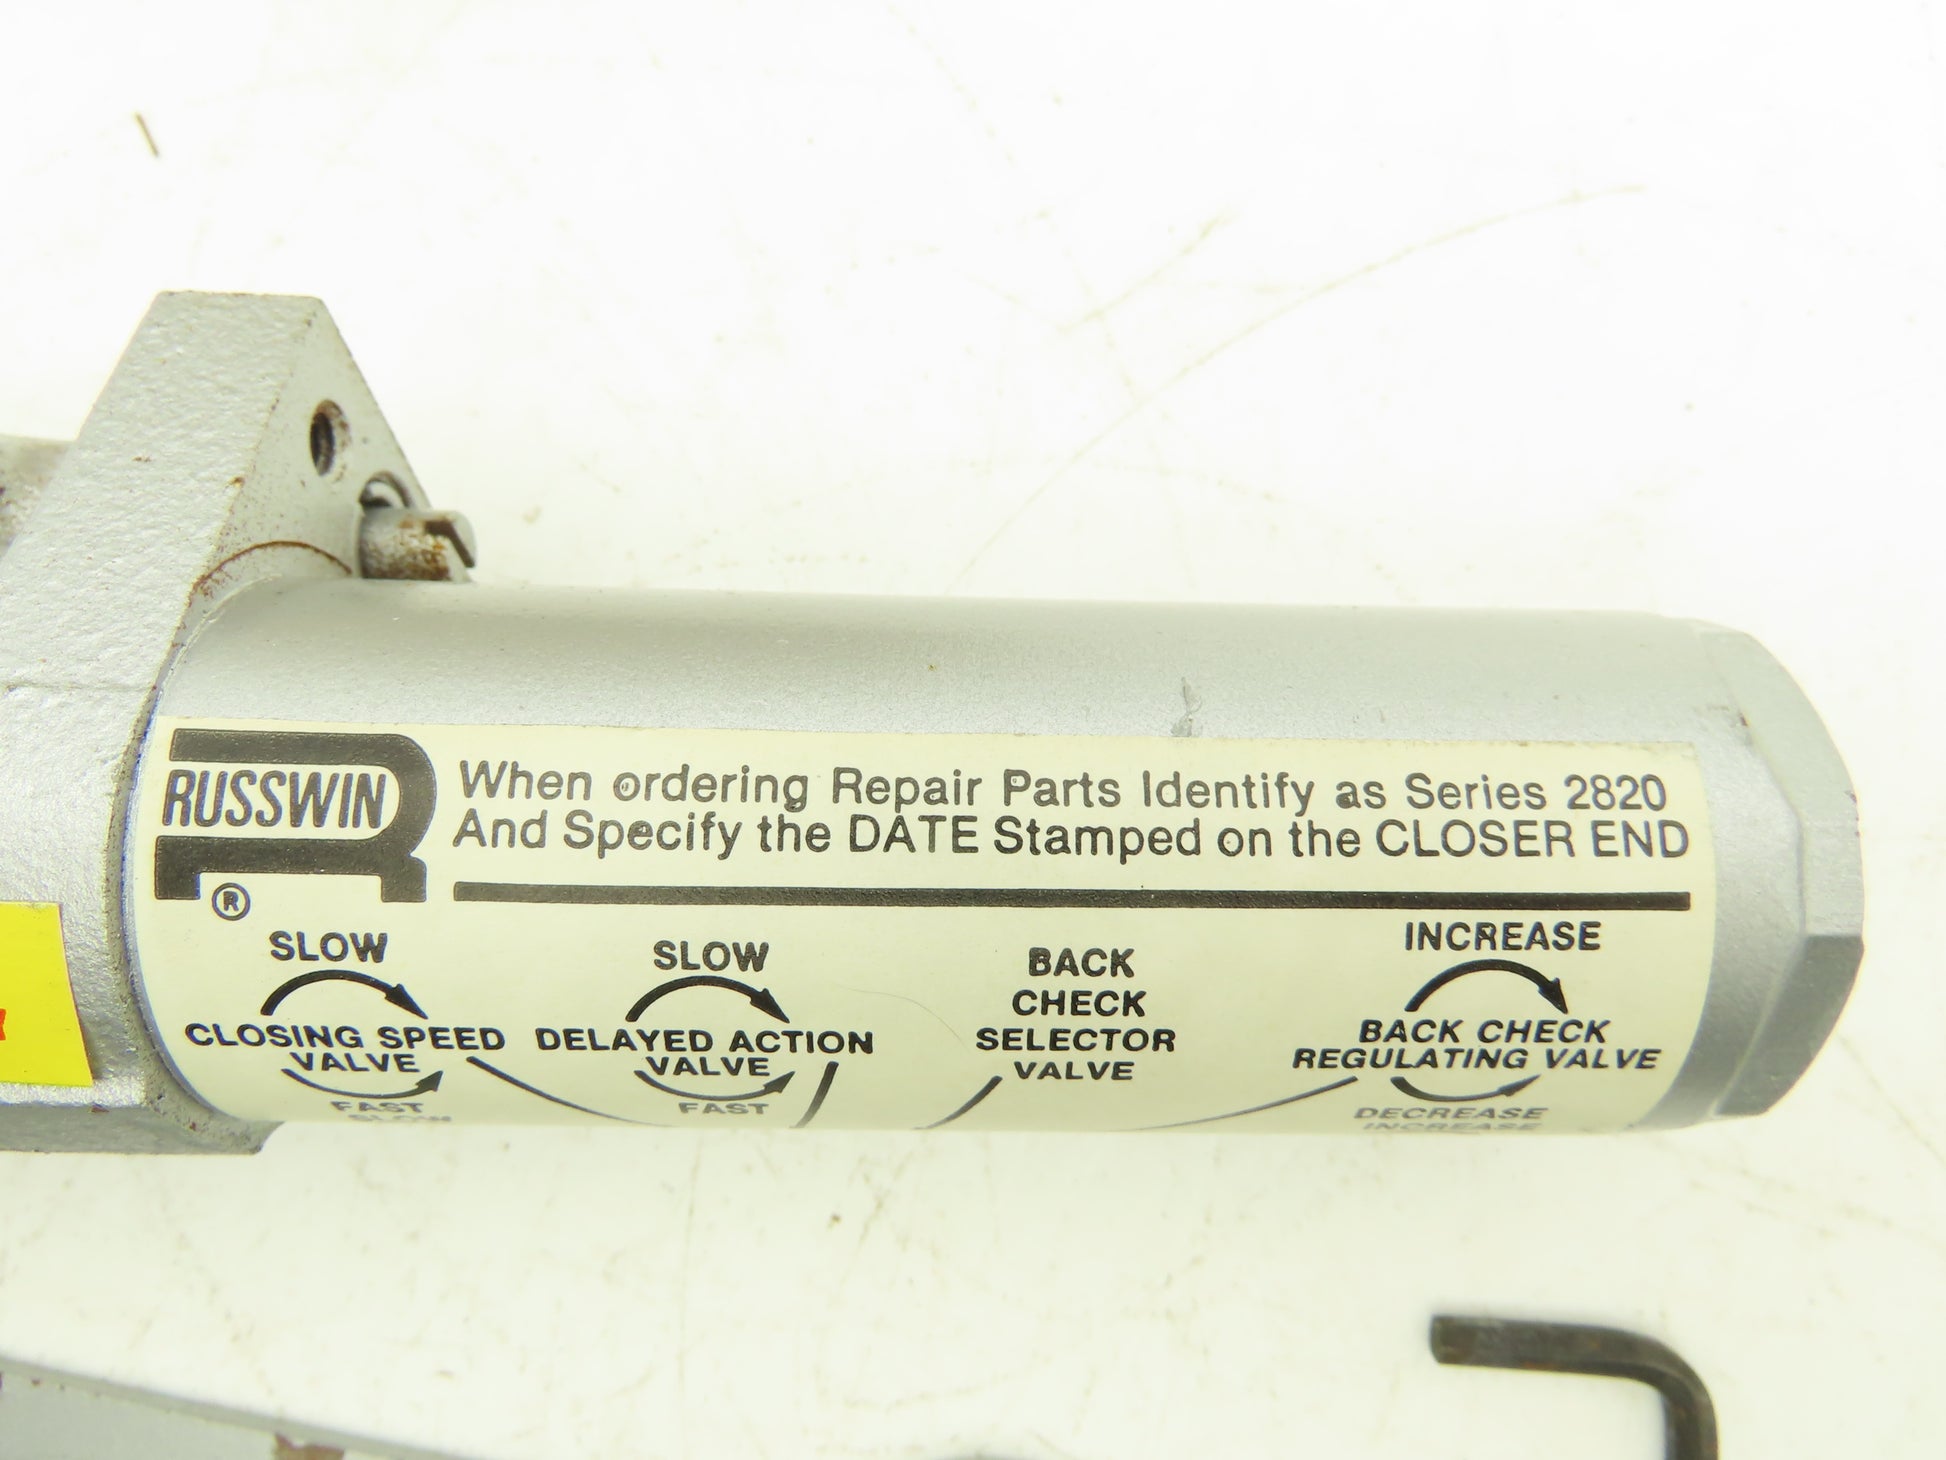 RUSSWIN
®
When ordering Repair Parts Identify as Series 2820
And Specify the DATE Stamped on the CLOSER END
SLOW
CLOSING SPEED
VALVE
FAST
SLOW
SLOW
DELAYED ACTION
VALVE
FAST
BACK
CHECK
SELECTOR
VALVE
INCREASE
BACK CHECK
REGULATING VALVE
DECREASE
INCREASE